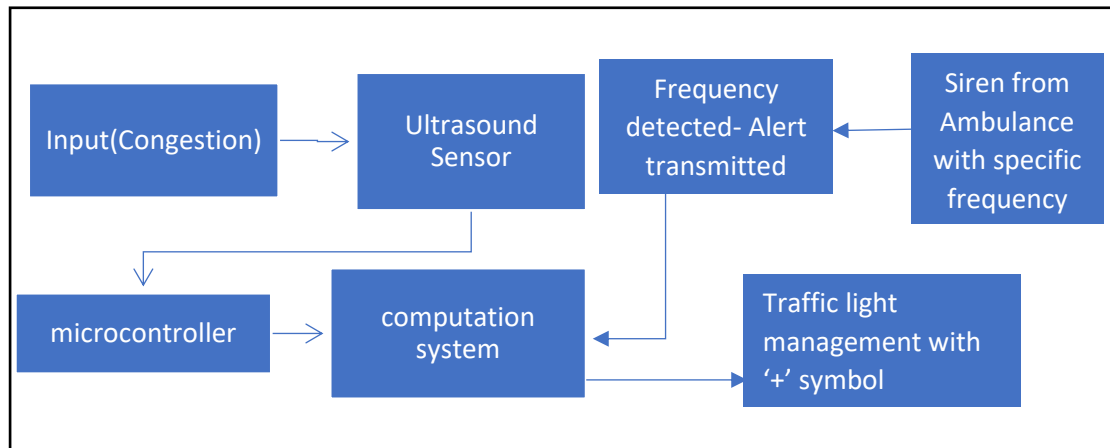 Input(Congestion)
Ultrasound
Sensor
Frequency
detected- Alert
transmitted
Siren from
Ambulance
with specific
frequency
microcontroller
computation
system
Traffic light
management with
‘+’ symbol